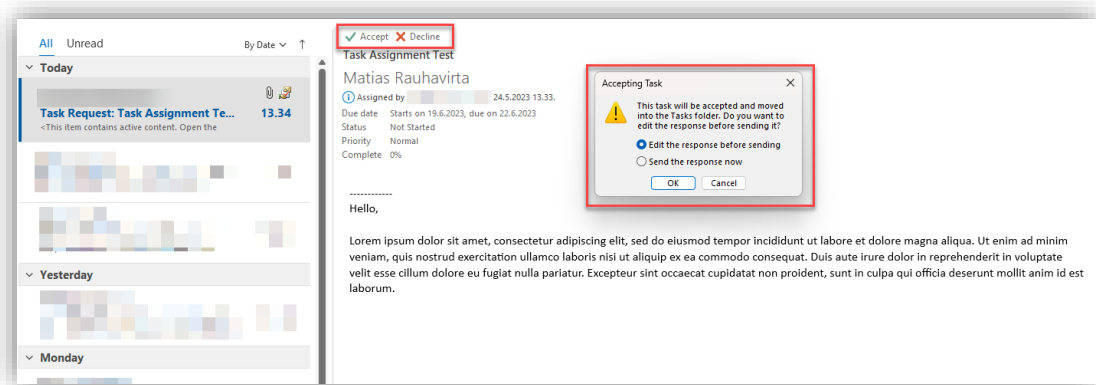 All Unread By Date
Today
Task Request: Task Assignment Te... 13.34
<This item contains active content. Open the
Yesterday
Monday
Accept Decline
Task Assignment Test
Matias Rauhavirta
Assigned by 24.5.2023 13.33.
Due date Starts on 19.6.2023, due on 22.6.2023
Status Not Started
Priority Normal
Complete 0%
------------
Hello,
Lorem ipsum dolor sit amet, consectetur adipiscing elit, sed do eiusmod tempor incididunt ut labore et dolore magna aliqua. Ut enim ad minim
veniam, quis nostrud exercitation ullamco laboris nisi ut aliquip ex ea commodo consequat. Duis aute irure dolor in reprehenderit in voluptate
velit esse cillum dolore eu fugiat nulla pariatur. Excepteur sint occaecat cupidatat non proident, sunt in culpa qui officia deserunt mollit anim id est
laborum.
Accepting Task
This task will be accepted and moved
into the Tasks folder. Do you want to
edit the response before sending it?
Edit the response before sending
Send the response now
OK Cancel